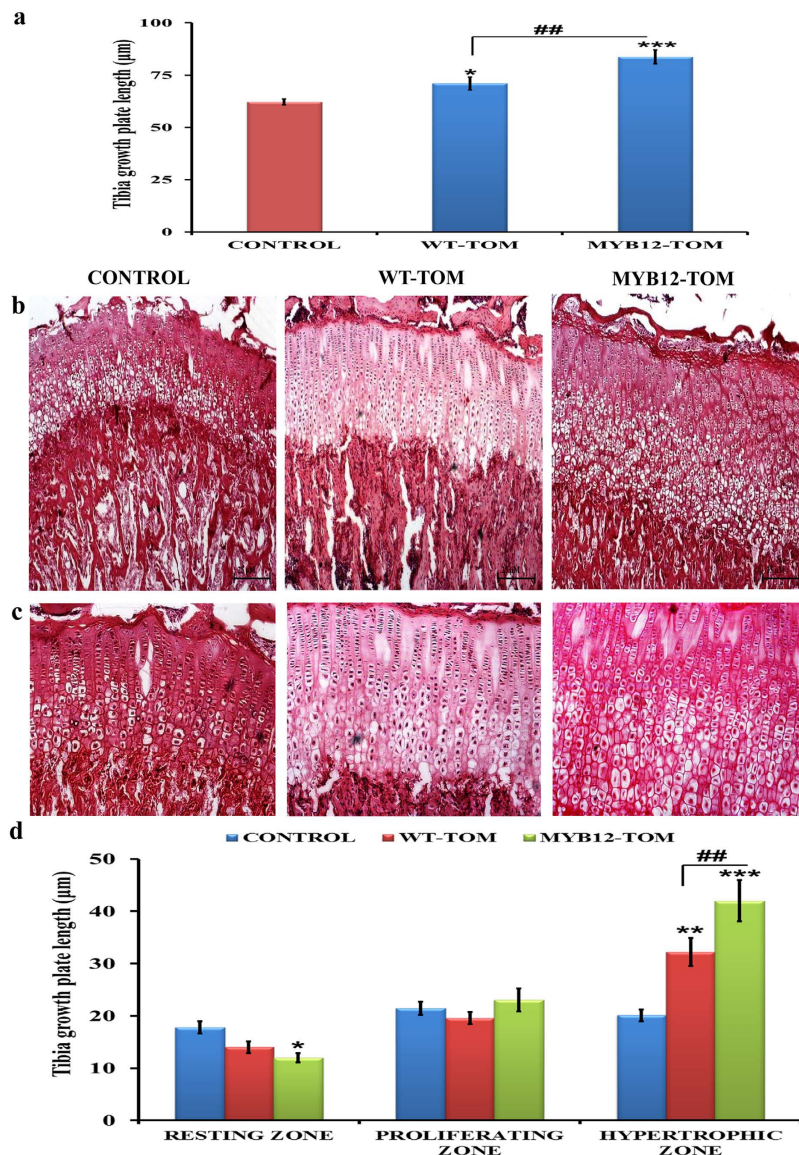 a
Tibia growth plate length (µm)
100
75
50
25
0
##
*
***
CONTROL
WT-TOM
MYB12-TOM
CONTROL
WT-TOM
MYB12-TOM
b
c
d
CONTROL
WT-TOM
MYB12-TOM
Tibia growth plate length (µm)
50
40
30
20
10
0
*
**
##
***
RESTING ZONE
PROLIFERATING
ZONE
HYPERTROPHIC
ZONE